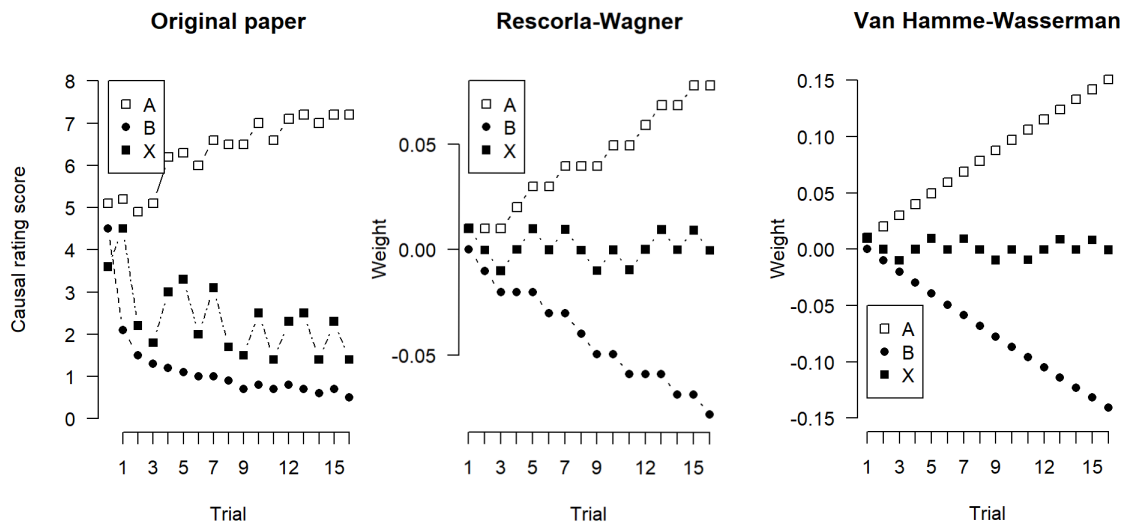 Original paper
Rescorla-Wagner
Van Hamme-Wasserman
Causal rating score
8
7
6
5
4
3
2
1
0
A
B
X
1
3
5
7
9
12
15
Trial
Weight
0.05
0.00
-0.05
A
B
X
1
3
5
7
9
12
15
Trial
Weight
0.15
0.10
0.05
0.00
-0.05
-0.10
-0.15
A
B
X
1
3
5
7
9
12
15
Trial